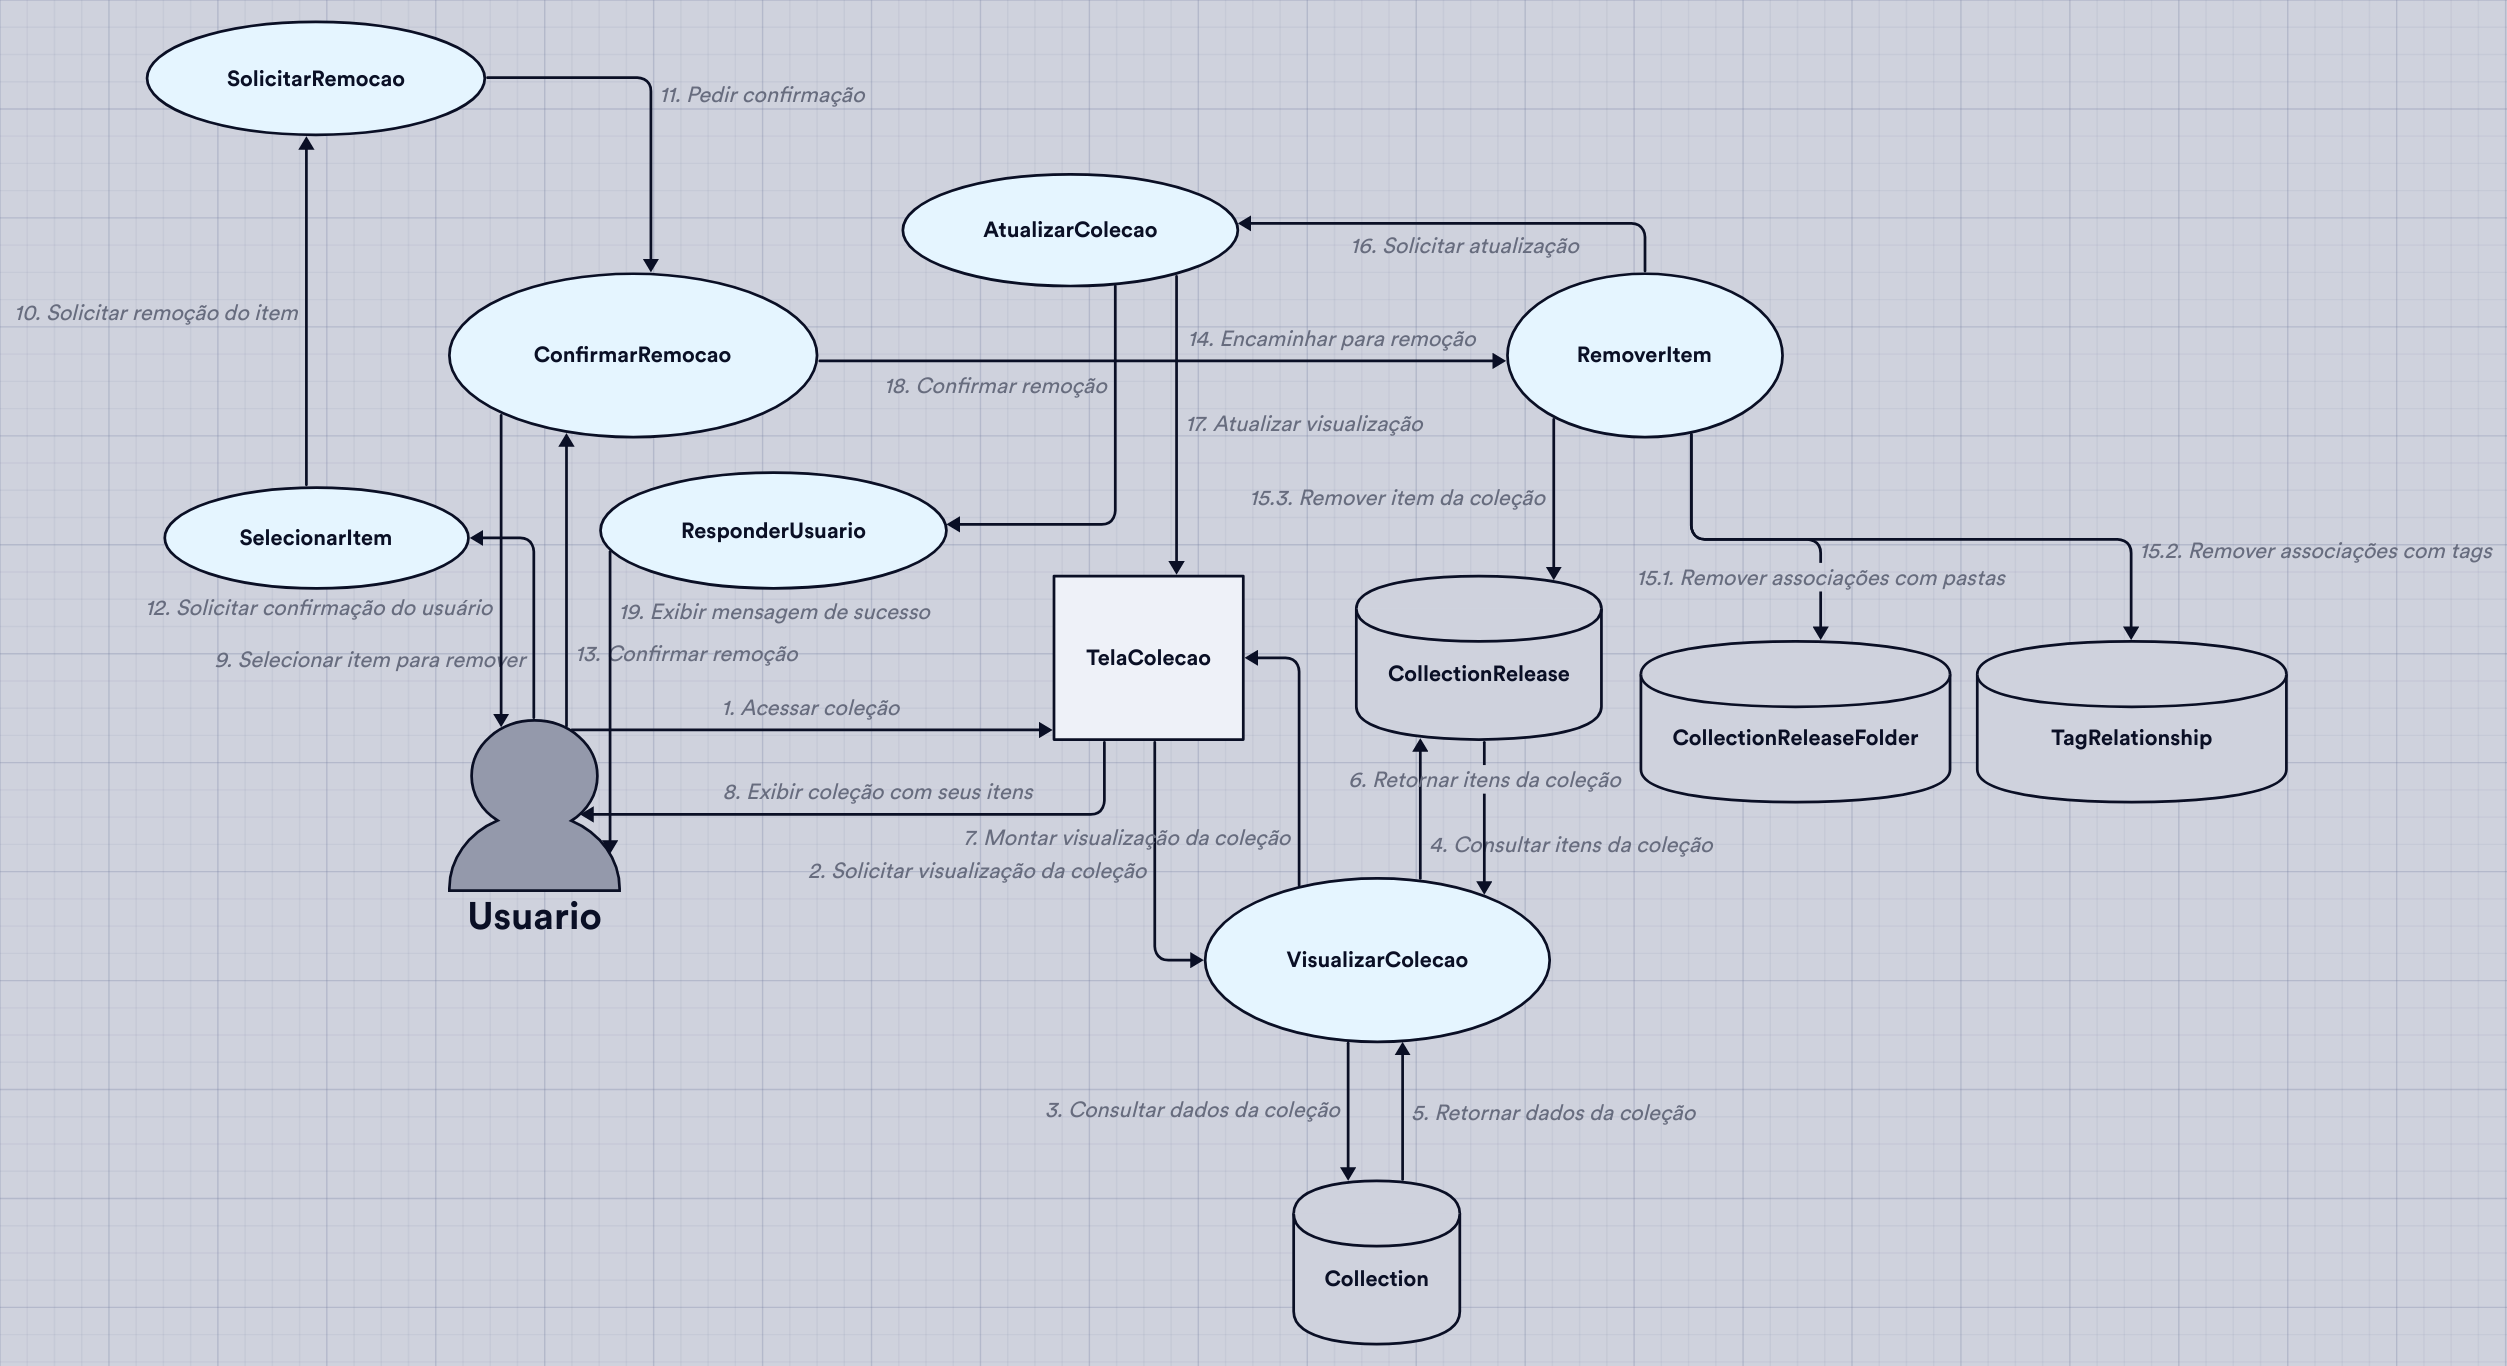 SolicitarRemocao
11. Pedir confirmação
AtualizarColecao
16. Solicitar atualização
10. Solicitar remoção do item
ConfirmarRemocao
14. Encaminhar para remoção
RemoverItem
18. Confirmar remoção
17. Atualizar visualização
15.3. Remover item da coleção
SelecionarItem
ResponderUsuario
15.2. Remover associações com tags
15.1. Remover associações com pastas
12. Solicitar confirmação do usuário
19. Exibir mensagem de sucesso
9. Selecionar item para remover
13. Confirmar remoção
TelaColecao
CollectionRelease
1. Acessar coleção
CollectionReleaseFolder
TagRelationship
8. Exibir coleção com seus itens
6. Retornar itens da coleção
7. Montar visualização da coleção
4. Consultar itens da coleção
2. Solicitar visualização da coleção
Usuario
VisualizarColecao
3. Consultar dados da coleção
5. Retornar dados da coleção
Collection